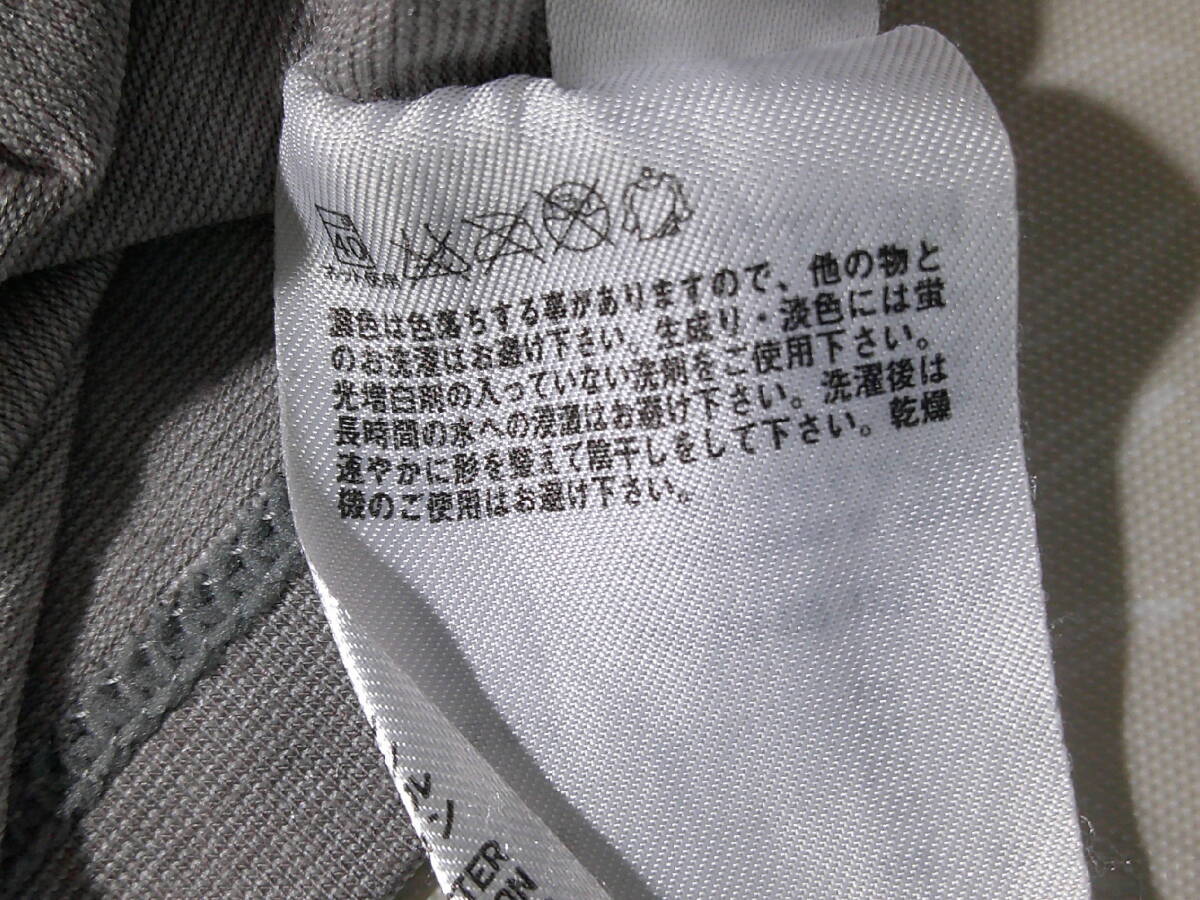 40
ネット使用
濃色は色落ちする事がありますので、他の物と
のお洗濯はお避け下さい。生成り・淡色には蛍
光増白剤の入っていない洗剤をご使用下さい。
長時間の水への浸漬はお避け下さい。洗濯後は
速やかに形を整えて陰干しをして下さい。乾燥
機のご使用はお避け下さい。
ル
ン
TER
ON